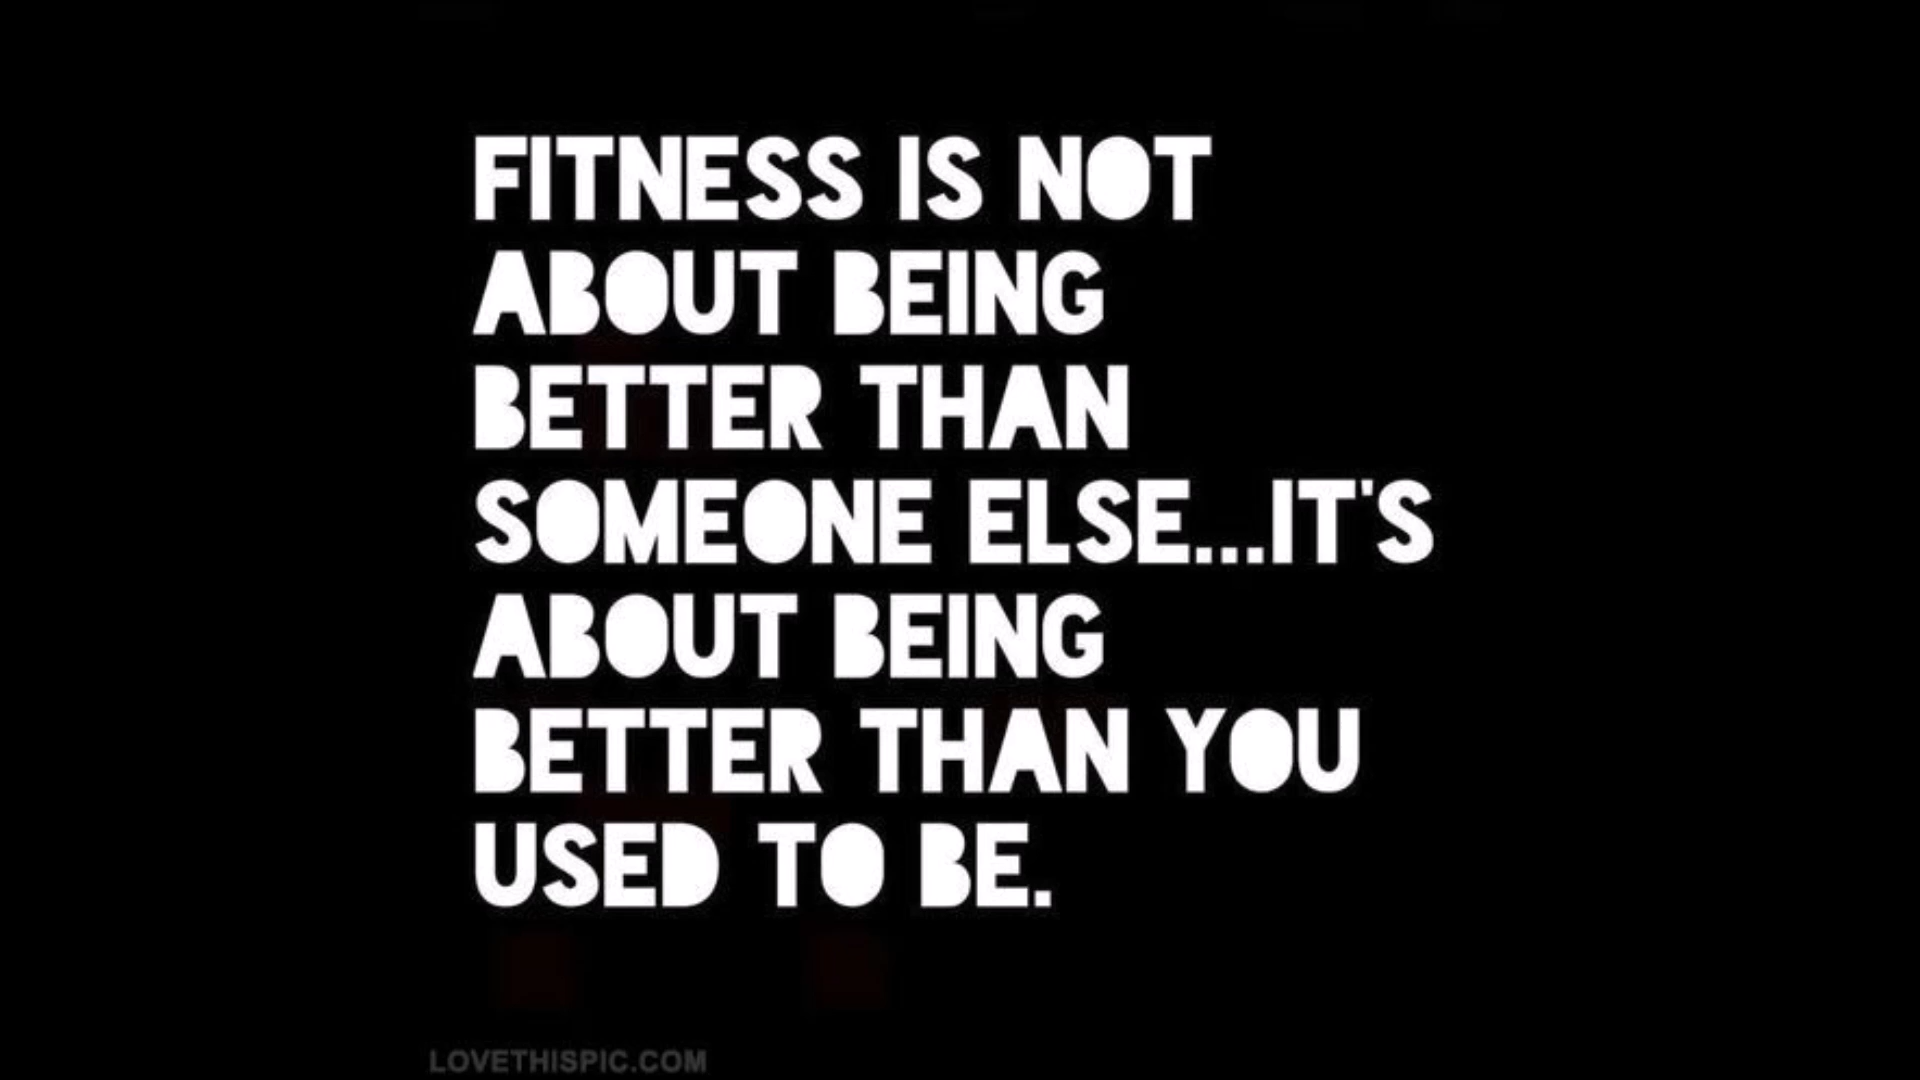 FITNESS IS NOT
ABOUT BEING
BETTER THAN
SOMEONE ELSE...IT'S
ABOUT BEING
BETTER THAN YOU
USED TO BE.
LOVETHISPIC.COM